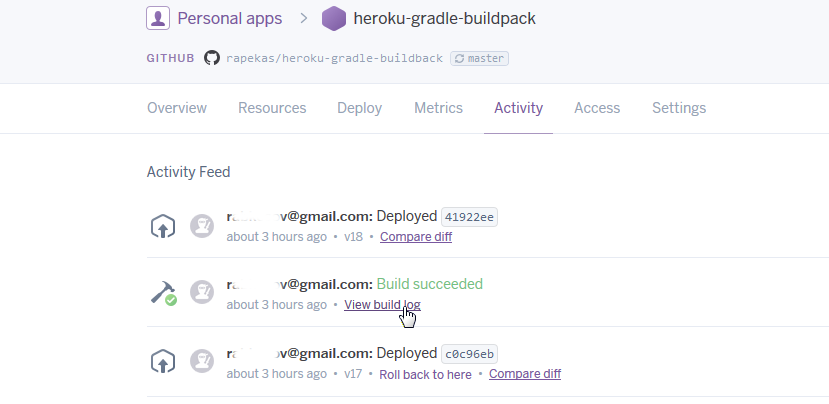 Personal apps > heroku-gradle-buildpack
GITHUB rapekas/heroku-gradle-buildback master
Overview Resources Deploy Metrics Activity Access Settings
Activity Feed
v@gmail.com: Deployed 41922ee
about 3 hours ago • v18 • Compare diff
v@gmail.com: Build succeeded
about 3 hours ago • View build log
v@gmail.com: Deployed c0c96eb
about 3 hours ago • v17 • Roll back to here • Compare diff